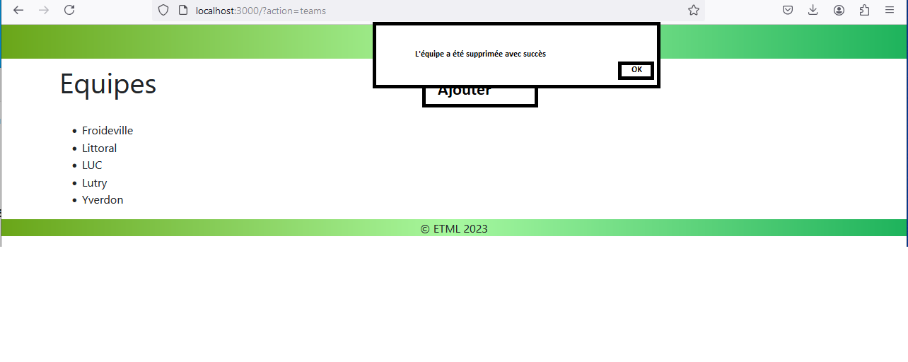 localhost:3000/?action=teams
L'équipe a été supprimée avec succès
OK
Equipes
Ajouter
Froideville
Littoral
LUC
Lutry
Yverdon
© ETML 2023